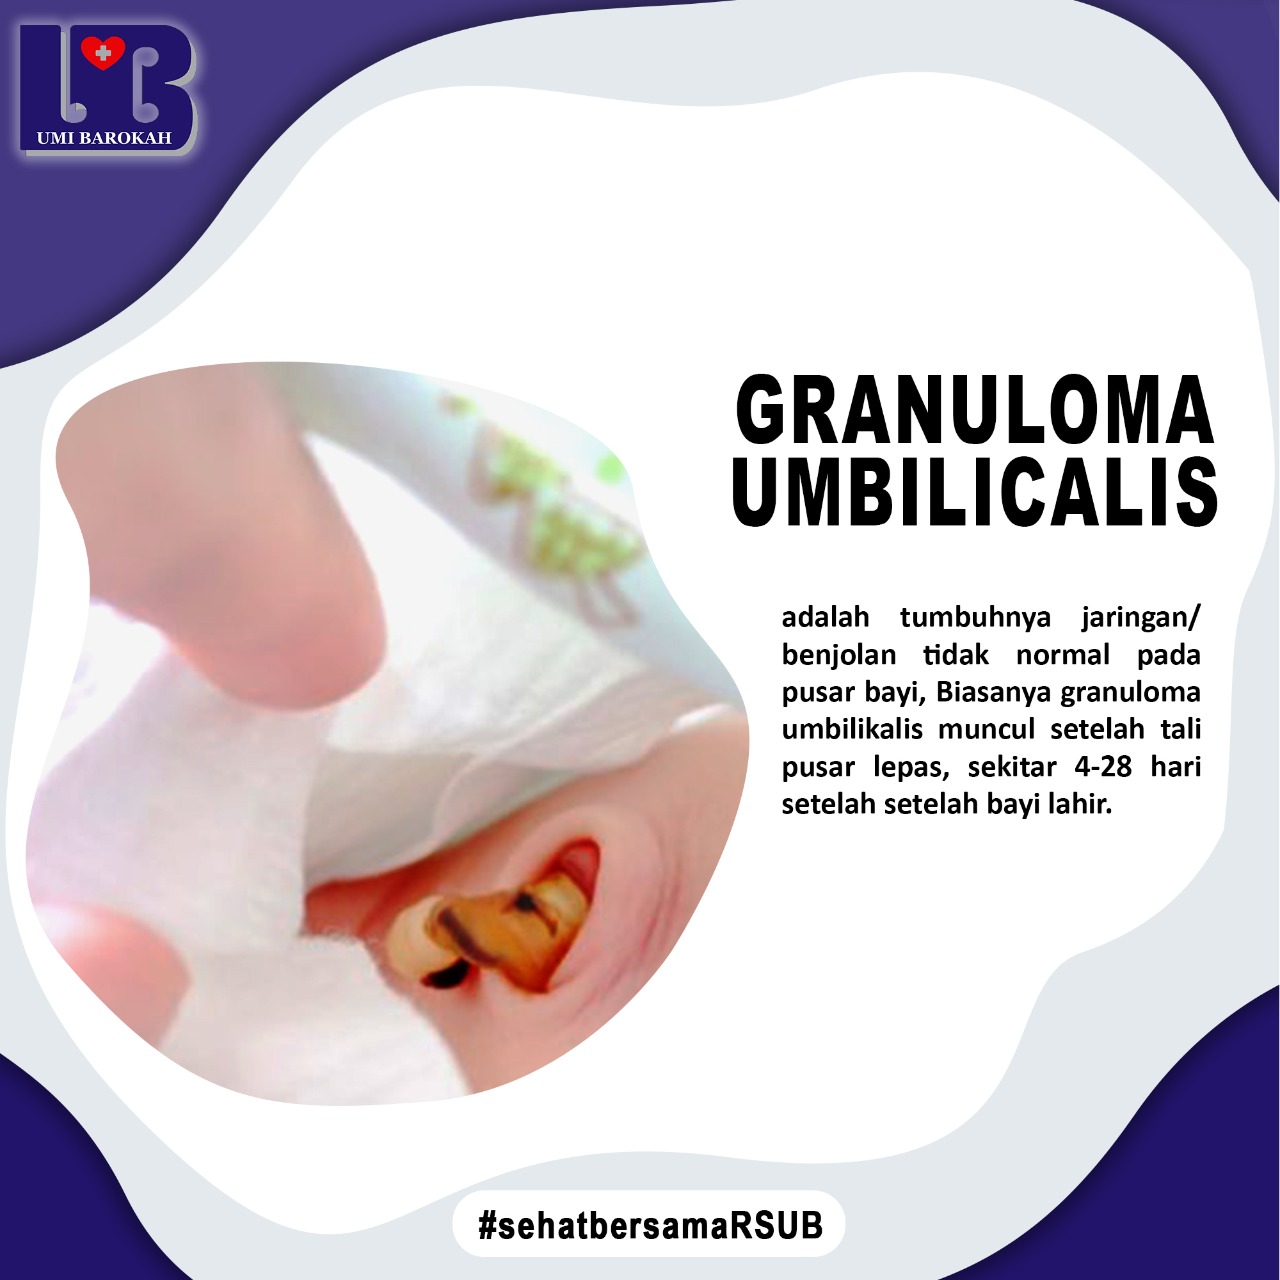 UMI BAROKAH
GRANULOMA
UMBILICALIS
adalah tumbuhnya jaringan/
benjolan tidak normal pada
pusar bayi, Biasanya granuloma
umbilikalis muncul setelah tali
pusar lepas, sekitar 4-28 hari
setelah setelah bayi lahir.
#sehatbersamaRSUB